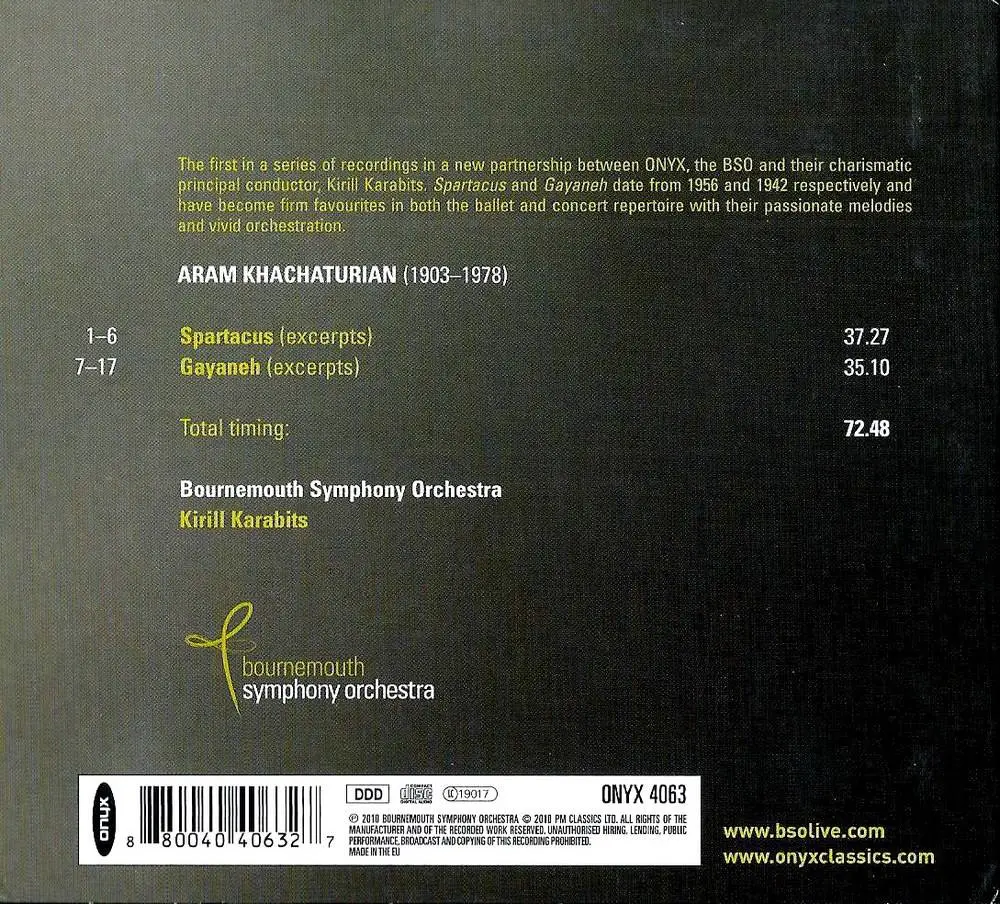 The first in a series of recordings in a new partnership between ONYX, the BSO and their charismatic
principal conductor, Kirill Karabits. Spartacus and Gayaneh date from 1956 and 1942 respectively and
have become firm favourites in both the ballet and concert repertoire with their passionate melodies
and vivid orchestration.
ARAM KHACHATURIAN (1903–1978)
1–6 Spartacus (excerpts) 37.27
7–17 Gayaneh (excerpts) 35.10
Total timing: 72.48
Bournemouth Symphony Orchestra
Kirill Karabits
bournemouth
symphony orchestra
onyx
8 80040 40632 7
DDD COMPACT disc DIGITAL AUDIO LC 19017 ONYX 4063
℗ 2010 BOURNEMOUTH SYMPHONY ORCHESTRA © 2010 PM CLASSICS LTD. ALL RIGHTS OF THE
MANUFACTURER AND OF THE RECORDED WORK RESERVED. UNAUTHORISED HIRING, LENDING, PUBLIC
PERFORMANCE, BROADCAST AND COPYING OF THIS RECORDING PROHIBITED.
MADE IN THE EU
www.bsolive.com
www.onyxclassics.com